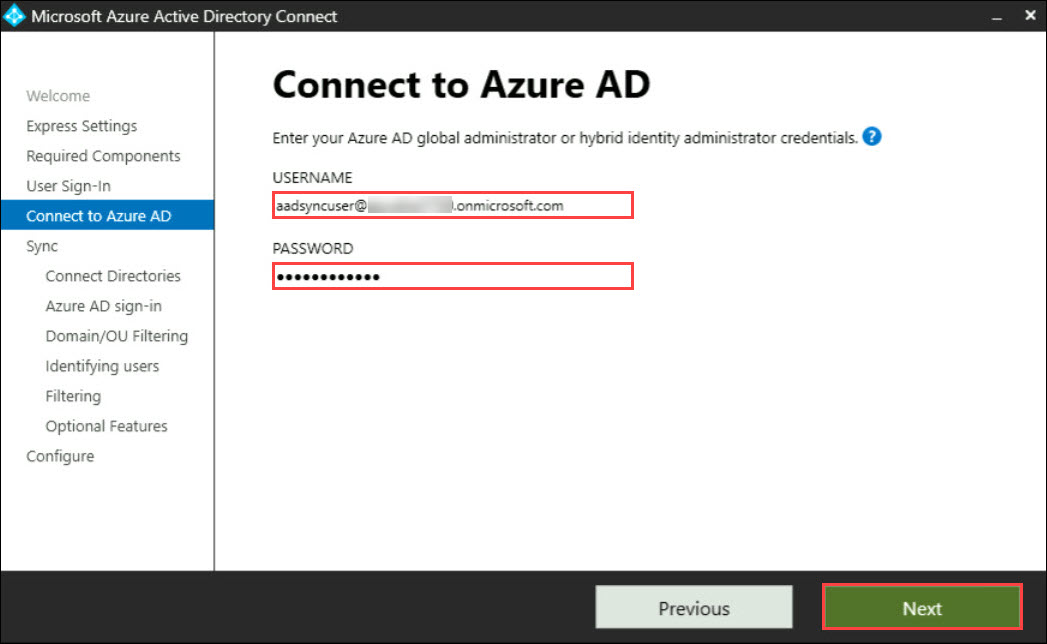 Microsoft Azure Active Directory Connect
Welcome
Express Settings
Required Components
User Sign-In
Connect to Azure AD
Sync
Connect Directories
Azure AD sign-in
Domain/OU Filtering
Identifying users
Filtering
Optional Features
Configure
Connect to Azure AD
Enter your Azure AD global administrator or hybrid identity administrator credentials. ?
USERNAME
aadsyncuser@ .onmicrosoft.com
PASSWORD
●●●●●●●●●●●●
Previous
Next